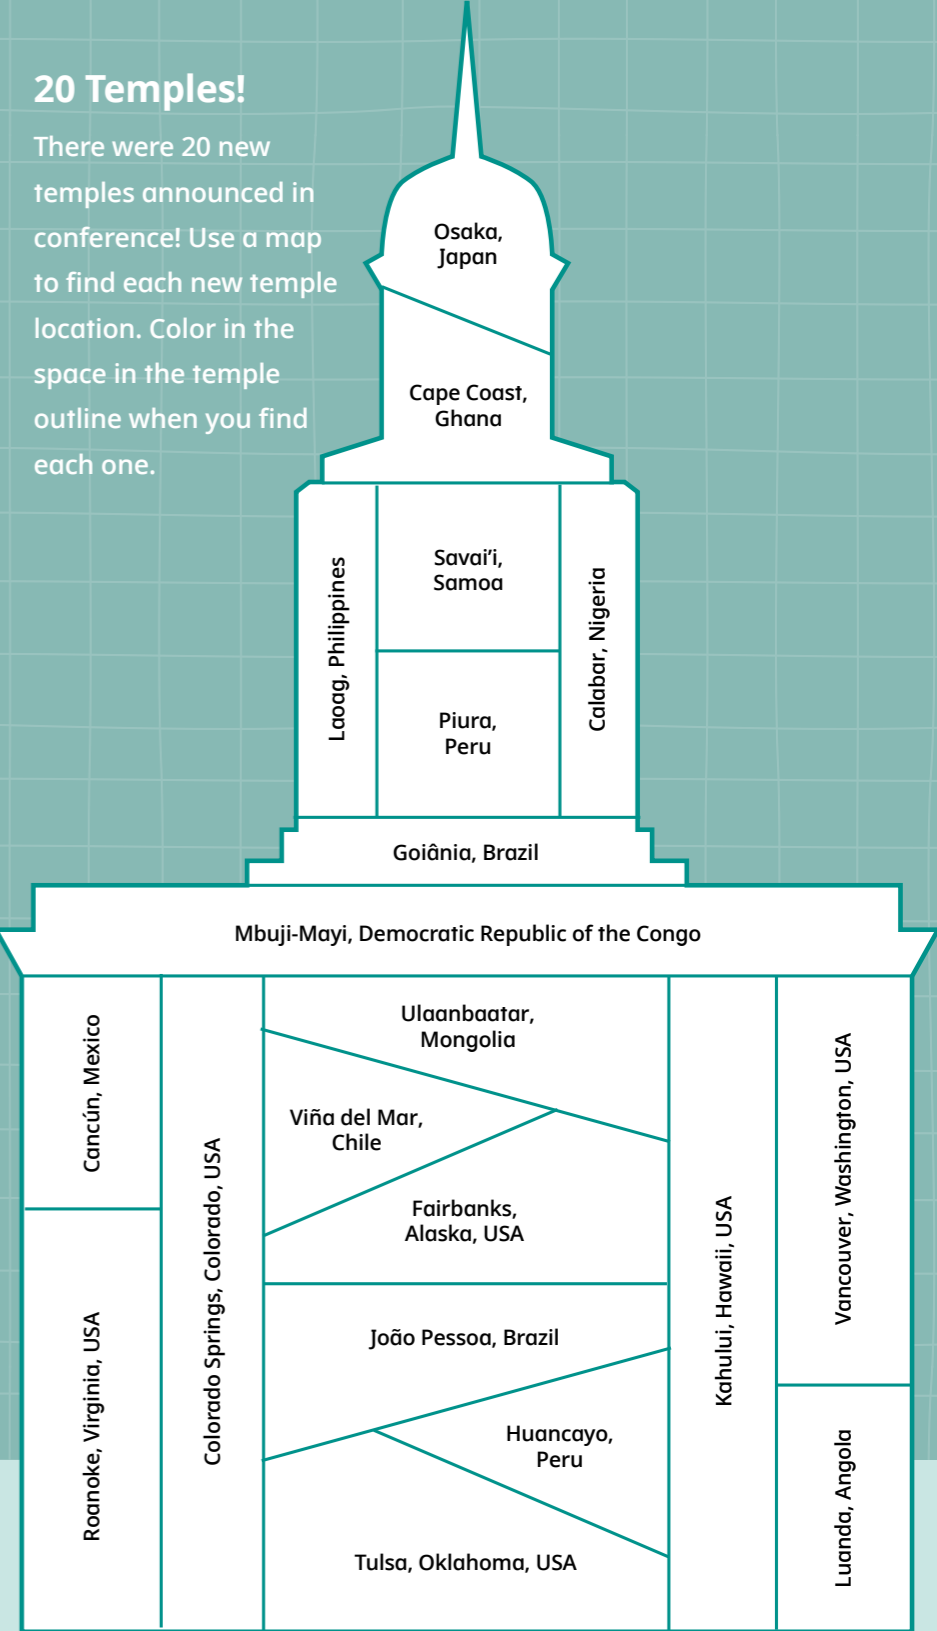 20 Temples!
There were 20 new
temples announced in
conference! Use a map
to find each new temple
location. Color in the
space in the temple
outline when you find
each one.
Osaka,
Japan
Cape Coast,
Ghana
Laoag, Philippines
Savai’i,
Samoa
Piura,
Peru
Calabar, Nigeria
Goiânia, Brazil
Mbuji-Mayi, Democratic Republic of the Congo
Cancún, Mexico
Roanoke, Virginia, USA
Colorado Springs, Colorado, USA
Ulaanbaatar,
Mongolia
Viña del Mar,
Chile
Fairbanks,
Alaska, USA
João Pessoa, Brazil
Huancayo,
Peru
Tulsa, Oklahoma, USA
Kahului, Hawaii, USA
Vancouver, Washington, USA
Luanda, Angola